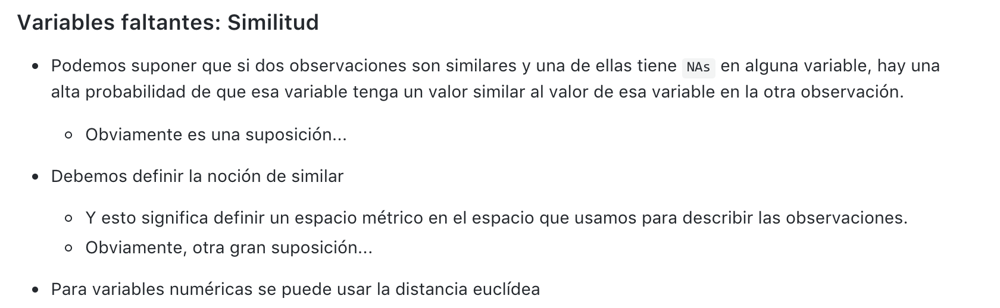 Variables faltantes: Similitud
• Podemos suponer que si dos observaciones son similares y una de ellas tiene NAs en alguna variable, hay una
alta probabilidad de que esa variable tenga un valor similar al valor de esa variable en la otra observación.
◦ Obviamente es una suposición...
• Debemos definir la noción de similar
◦ Y esto significa definir un espacio métrico en el espacio que usamos para describir las observaciones.
◦ Obviamente, otra gran suposición...
• Para variables numéricas se puede usar la distancia euclídea